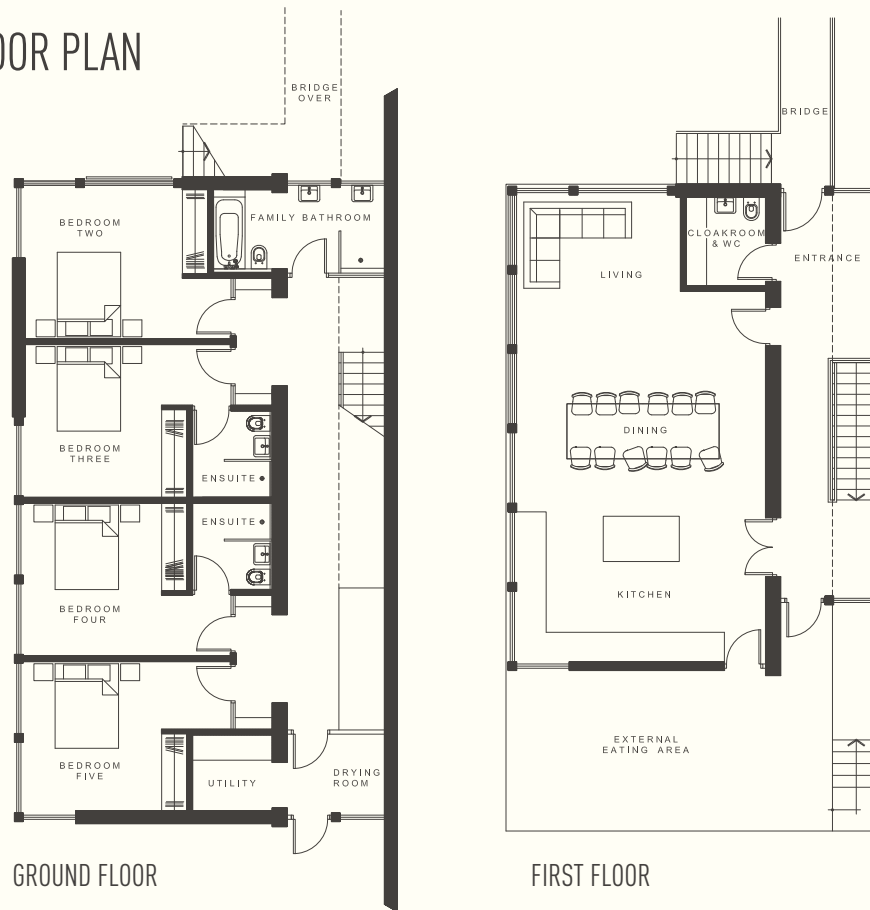 OOR PLAN
BRIDGE
OVER
BEDROOM
TWO
FAMILY BATHROOM
BEDROOM
THREE
ENSUITE
ENSUITE
BEDROOM
FOUR
BEDROOM
FIVE
UTILITY
DRYING
ROOM
GROUND FLOOR
BRIDGE
CLOAKROOM
& WC
ENTRANCE
LIVING
DINING
KITCHEN
EXTERNAL
EATING AREA
FIRST FLOOR